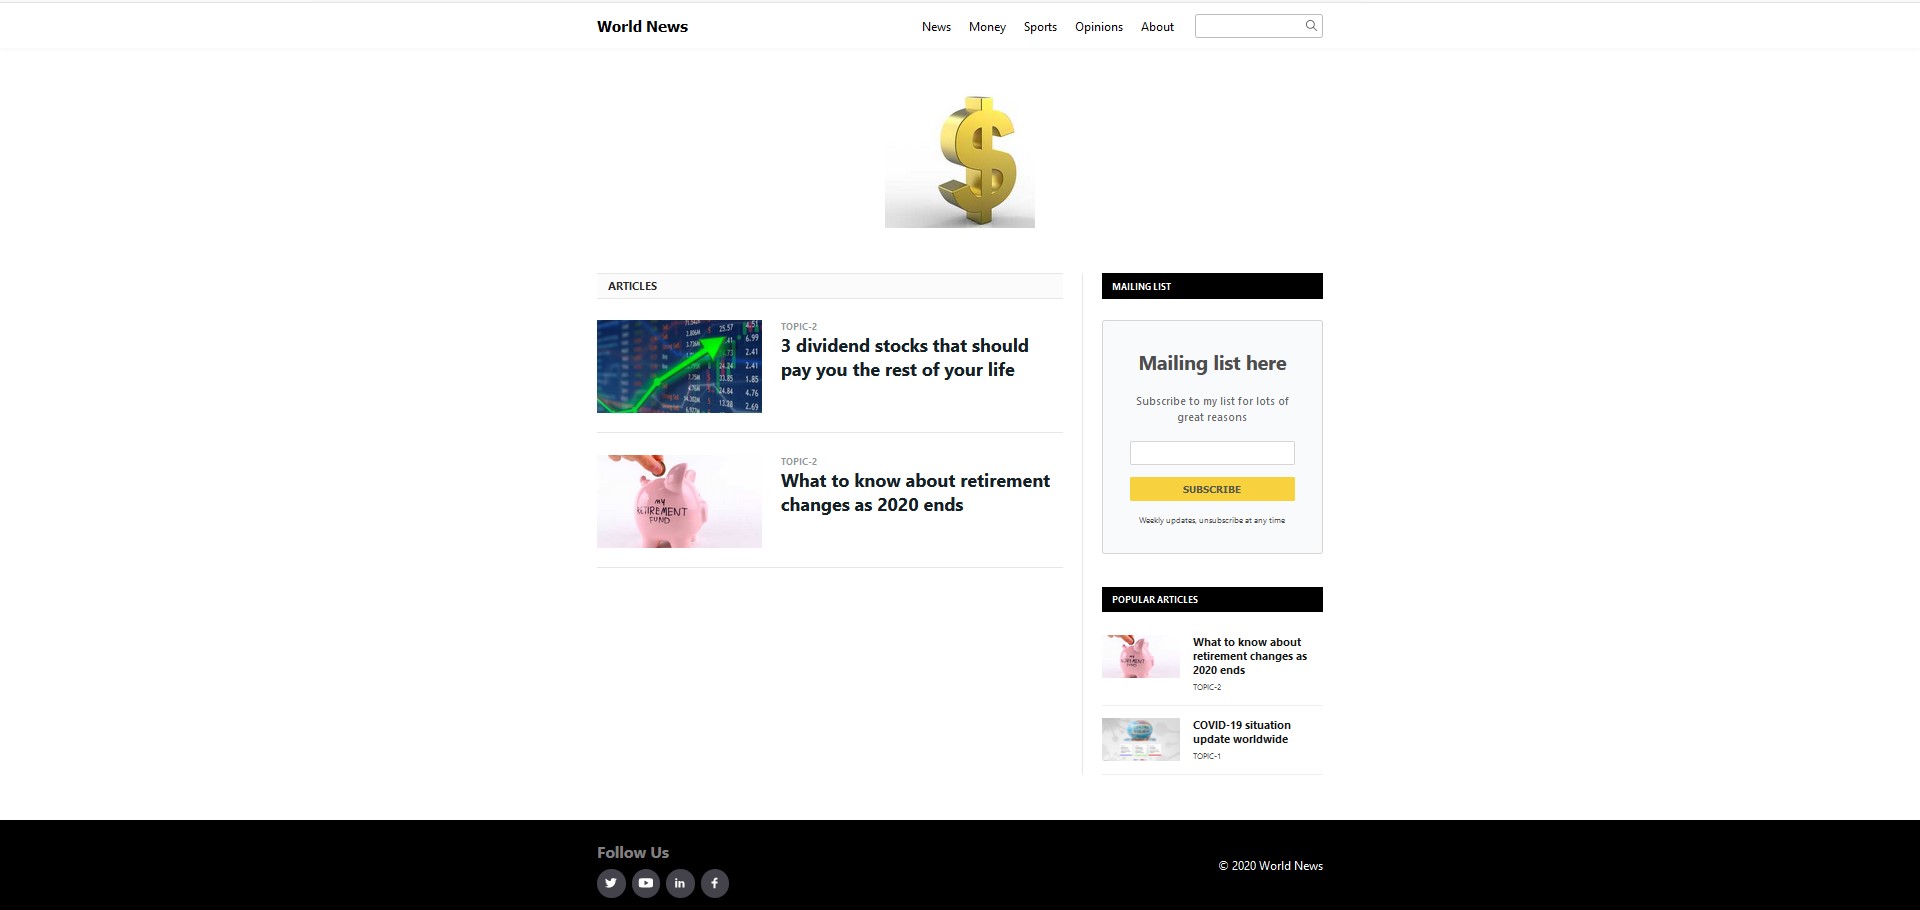 World News
News Money Sports Opinions About
ARTICLES
TOPIC-2
3 dividend stocks that should
pay you the rest of your life
MY
RETIREMENT
FUND
TOPIC-2
What to know about retirement
changes as 2020 ends
MAILING LIST
Mailing list here
Subscribe to my list for lots of
great reasons
SUBSCRIBE
Weekly updates, unsubscribe at any time
POPULAR ARTICLES
What to know about
retirement changes as
2020 ends
TOPIC-2
COVID-19 situation
update worldwide
TOPIC-1
Follow Us
© 2020 World News